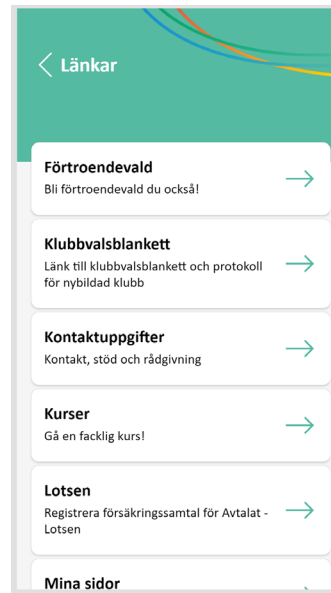 Länkar
Förtroendevald
Bli förtroendevald du också!
Klubbvalsblankett
Länk till klubbvalsblankett och protokoll
för nybildad klubb
Kontaktuppgifter
Kontakt, stöd och rådgivning
Kurser
Gå en facklig kurs!
Lotsen
Registrera försäkringssamtal för Avtalat -
Lotsen
Mina sidor